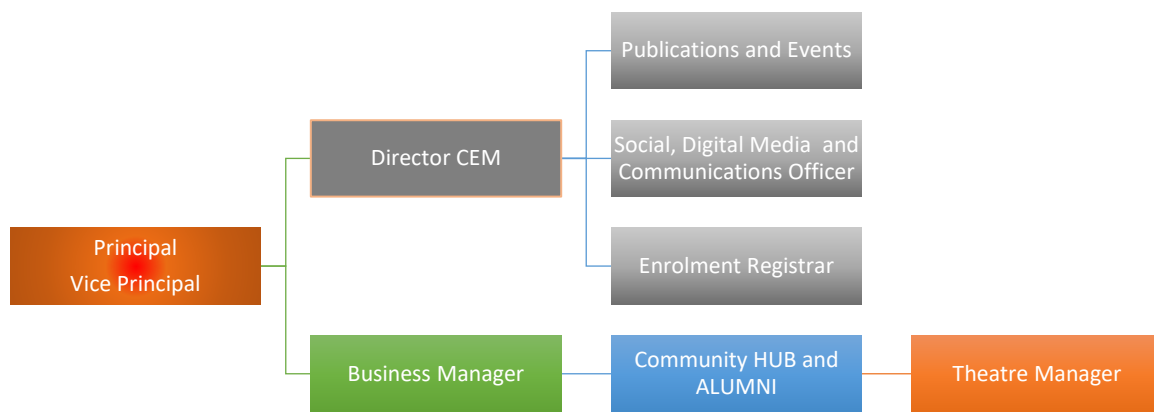 Publications and Events
Director CEM
Social, Digital Media and
Communications Officer
Principal
Vice Principal
Enrolment Registrar
Business Manager
Community HUB and
ALUMNI
Theatre Manager